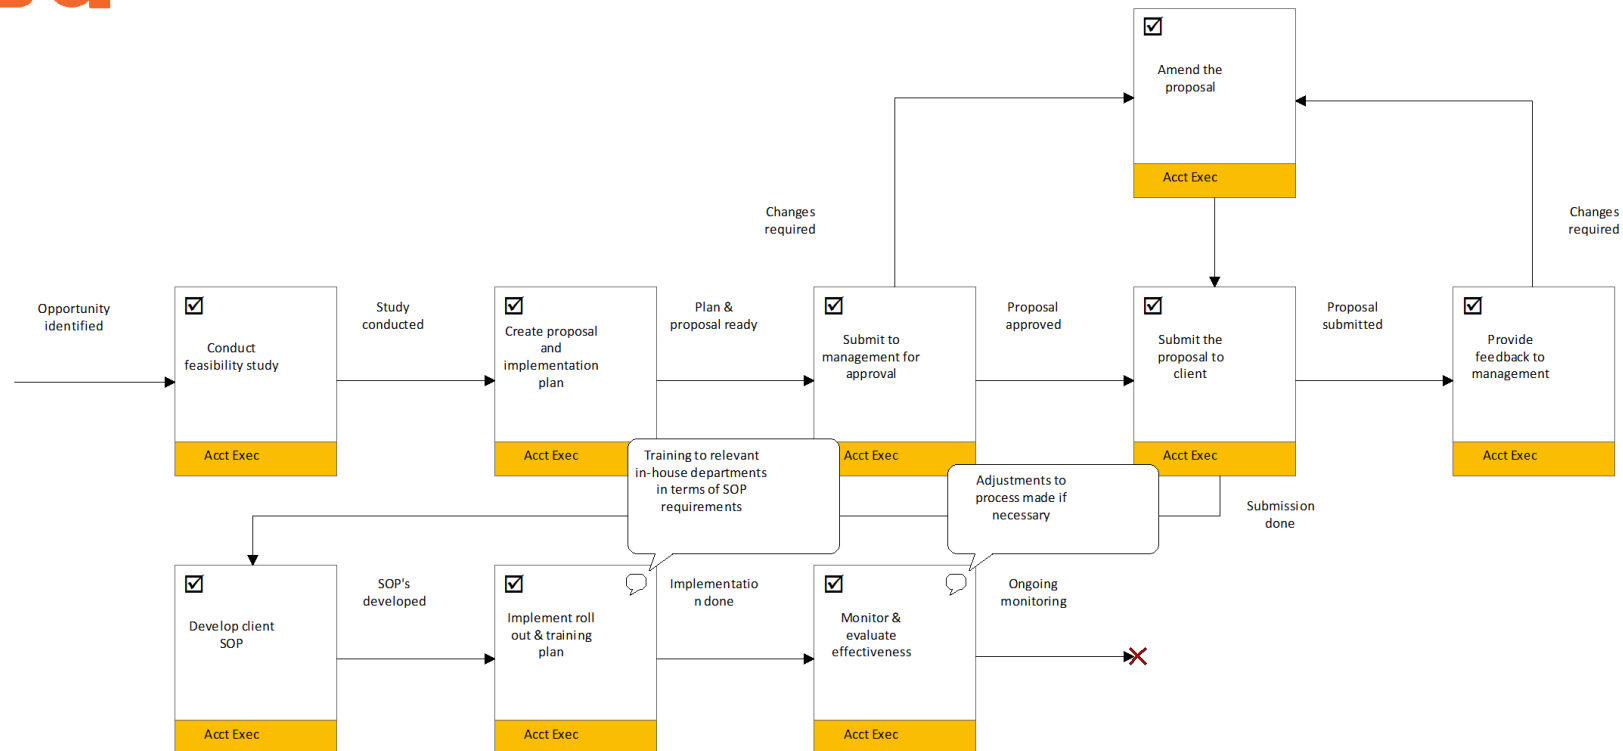 Amend the
proposal
Acct Exec
Changes
required
Changes
required
Opportunity
identified
Conduct
feasibility study
Acct Exec
Study
conducted
Create proposal
and
implementation
plan
Acct Exec
Plan &
proposal ready
Submit to
management for
approval
Acct Exec
Proposal
approved
Submit the
proposal to
client
Acct Exec
Proposal
submitted
Provide
feedback to
management
Acct Exec
Training to relevant
in-house departments
in terms of SOP
requirements
Adjustments to
process made if
necessary
Submission
done
Develop client
SOP
Acct Exec
SOP's
developed
Implement roll
out & training
plan
Acct Exec
Implementatio
n done
Monitor &
evaluate
effectiveness
Acct Exec
Ongoing
monitoring